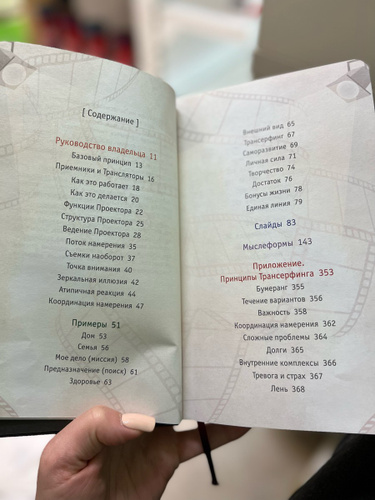 [ Содержание ]
Руководство владельца 11
Базовый принцип 13
Приемники и Трансляторы 16
Как это работает 18
Как это делается 20
Функции Проектора 22
Структура Проектора 25
Ведение Проектора 28
Поток намерения 35
Съемки наоборот 37
Точка внимания 40
Зеркальная иллюзия 42
Атипичная реакция 44
Координация намерения 47
Примеры 51
Дом 53
Семья 56
Мое дело (миссия) 58
Предназначение (поиск) 61
Здоровье 63
Внешний вид 65
Трансерфинг 67
Саморазвитие 69
Личная сила 71
Творчество 74
Достаток 76
Бонусы жизни 78
Единая линия 79
Слайды 83
Мыслеформы 143
Приложение.
Принципы Трансерфинга 353
Бумеранг 355
Течение вариантов 356
Важность 358
Координация намерения 362
Сложные проблемы 364
Долги 365
Внутренние комплексы 366
Тревога и страх 367
Лень 368